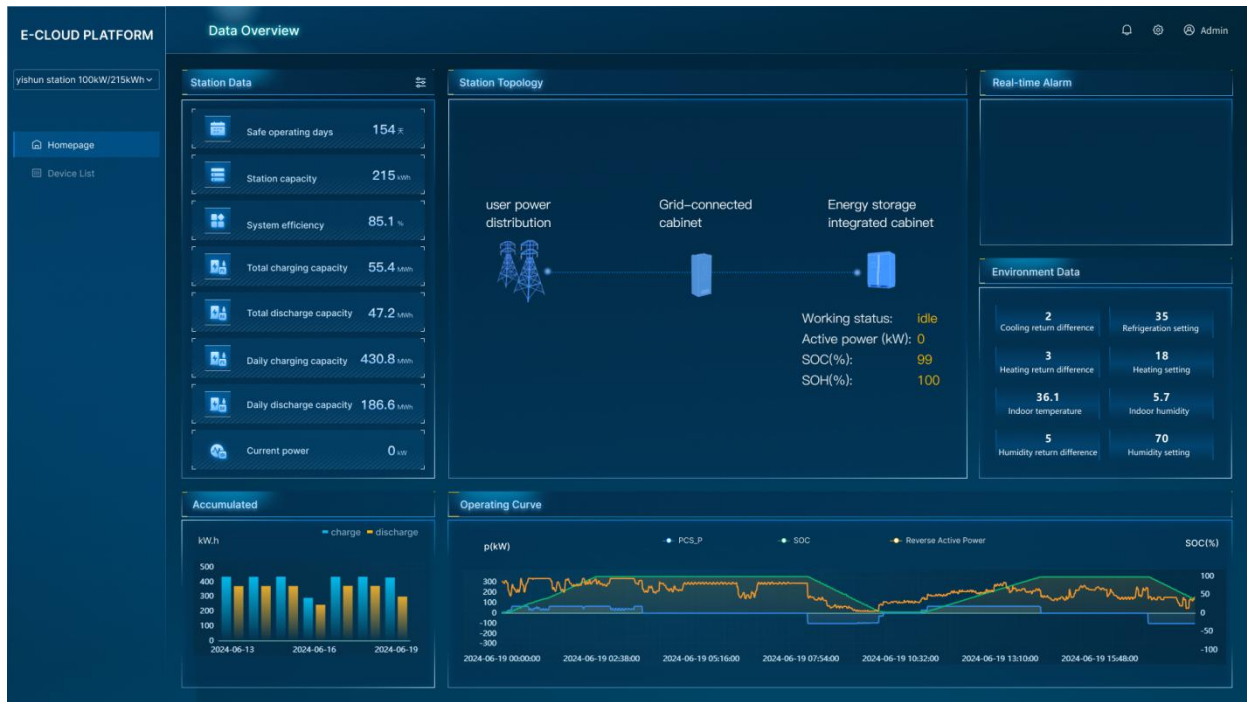 E-CLOUD PLATFORM
Data Overview
Admin
yishun station 100kW/215kWh
Homepage
Device List
Station Data
Safe operating days 154 天
Station capacity 215 kWh
System efficiency 85.1 %
Total charging capacity 55.4 MWh
Total discharge capacity 47.2 MWh
Daily charging capacity 430.8 MWh
Daily discharge capacity 186.6 MWh
Current power 0 kW
Station Topology
user power
distribution
Grid-connected
cabinet
Energy storage
integrated cabinet
Working status: idle
Active power (kW): 0
SOC(%): 99
SOH(%): 100
Real-time Alarm
Environment Data
2
Cooling return difference
35
Refrigeration setting
3
Heating return difference
18
Heating setting
36.1
Indoor temperature
5.7
Indoor humidity
5
Humidity return difference
70
Humidity setting
Accumulated
kW.h
charge discharge
500
400
300
200
100
0
2024-06-13 2024-06-16 2024-06-19
Operating Curve
p(kW)
PCS_P SOC Reverse Active Power
SOC(%)
300
200
100
0
-100
-200
-300
100
50
0
-50
-100
2024-06-19 00:00:00 2024-06-19 02:38:00 2024-06-19 05:16:00 2024-06-19 07:54:00 2024-06-19 10:32:00 2024-06-19 13:10:00 2024-06-19 15:48:00